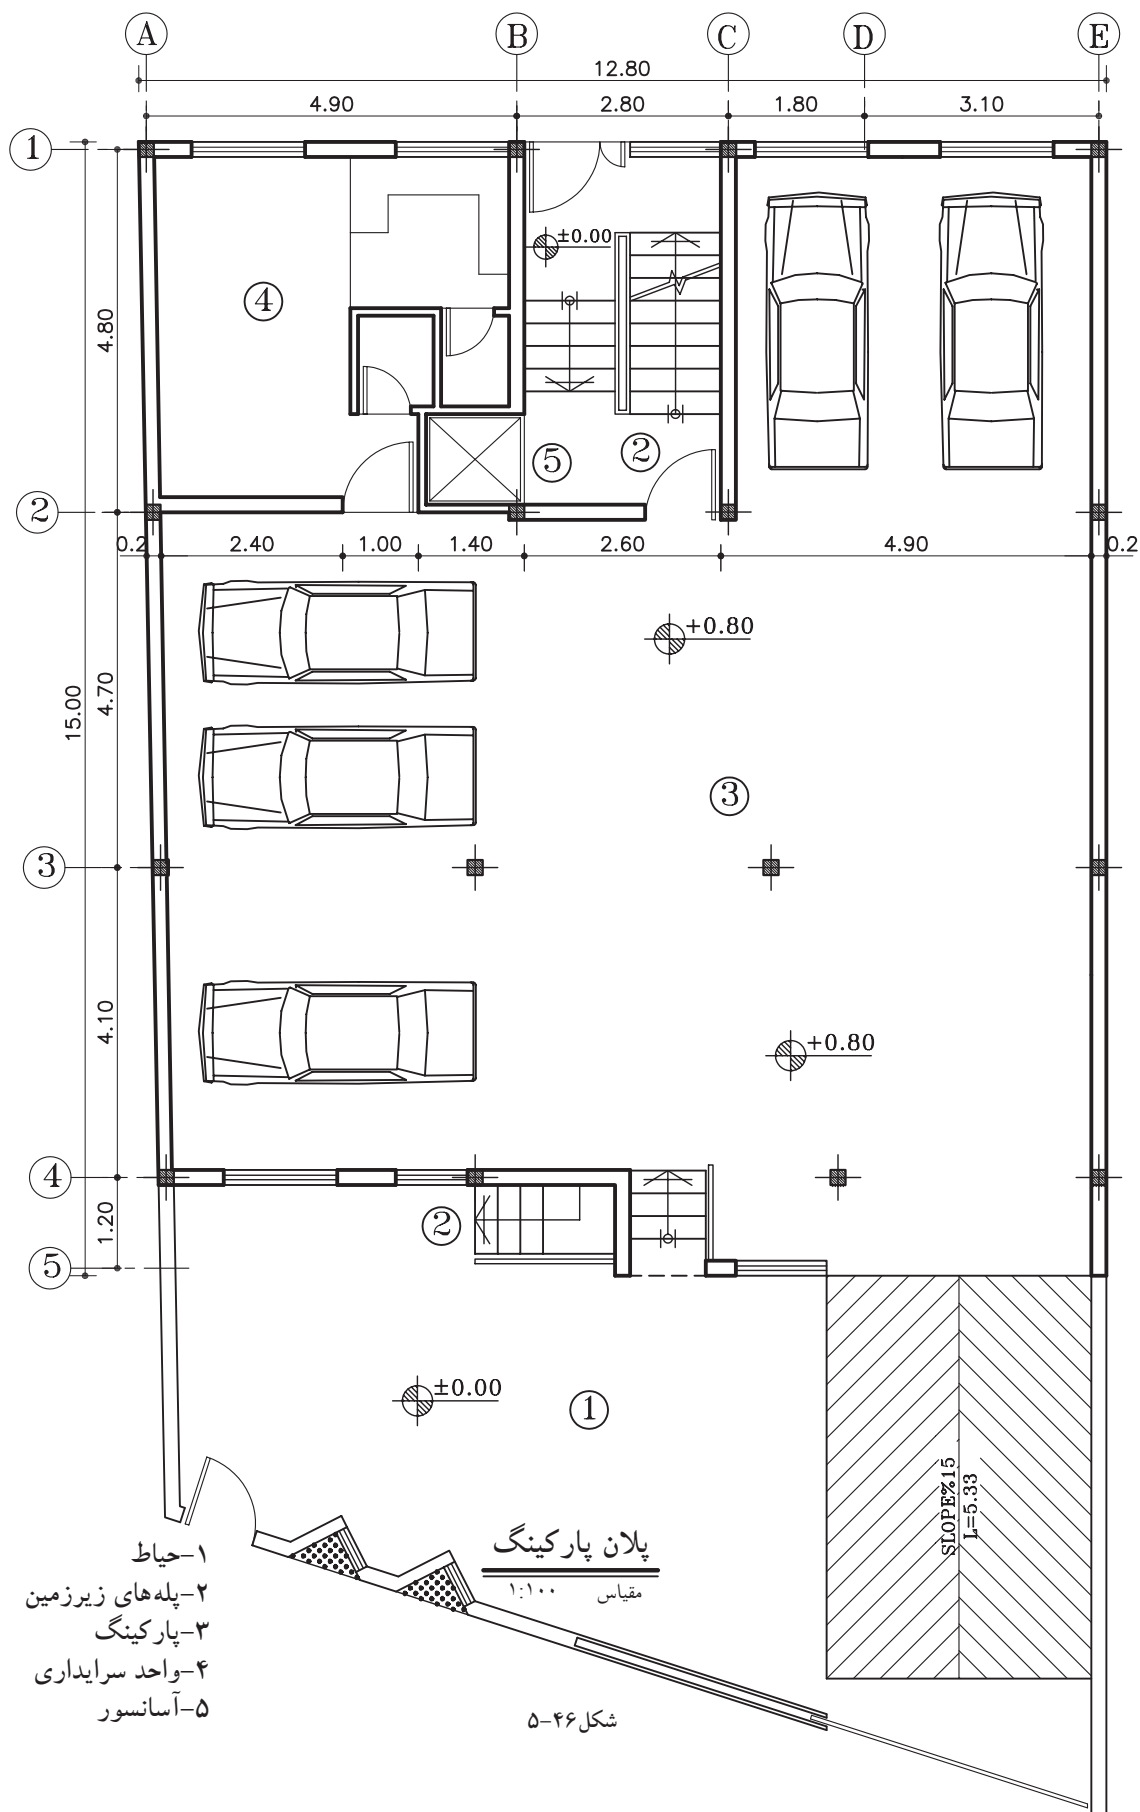 A B C D E
12.80
4.90 2.80 1.80 3.10
1
±0.00
4
4.80
5 2
2
0.2 2.40 1.00 1.40 2.60 4.90 0.2
+0.80
4.70
15.00
3
3
4.10
+0.80
4
1.20
2
5
±0.00
1
SLOPE%15
L=5.33
پلان پارکینگ
مقیاس ۱:۱۰۰
۱-حیاط
۲-پله‌های زیرزمین
۳-پارکینگ
۴-واحد سرایداری
۵-آسانسور
شکل۴۶-۵